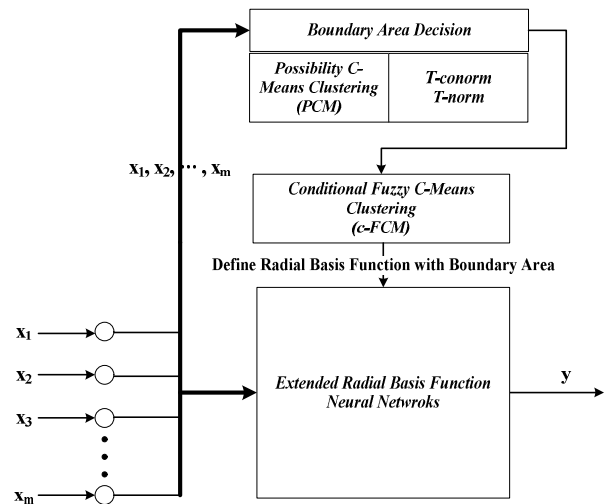 Boundary Area Decision
Possibility C-
Means Clustering
(PCM)
T-conorm
T-norm
x1, x2, ··· , xm
Conditional Fuzzy C-Means
Clustering
(c-FCM)
Define Radial Basis Function with Boundary Area
x1
x2
x3
xm
Extended Radial Basis Function
Neural Netwroks
y